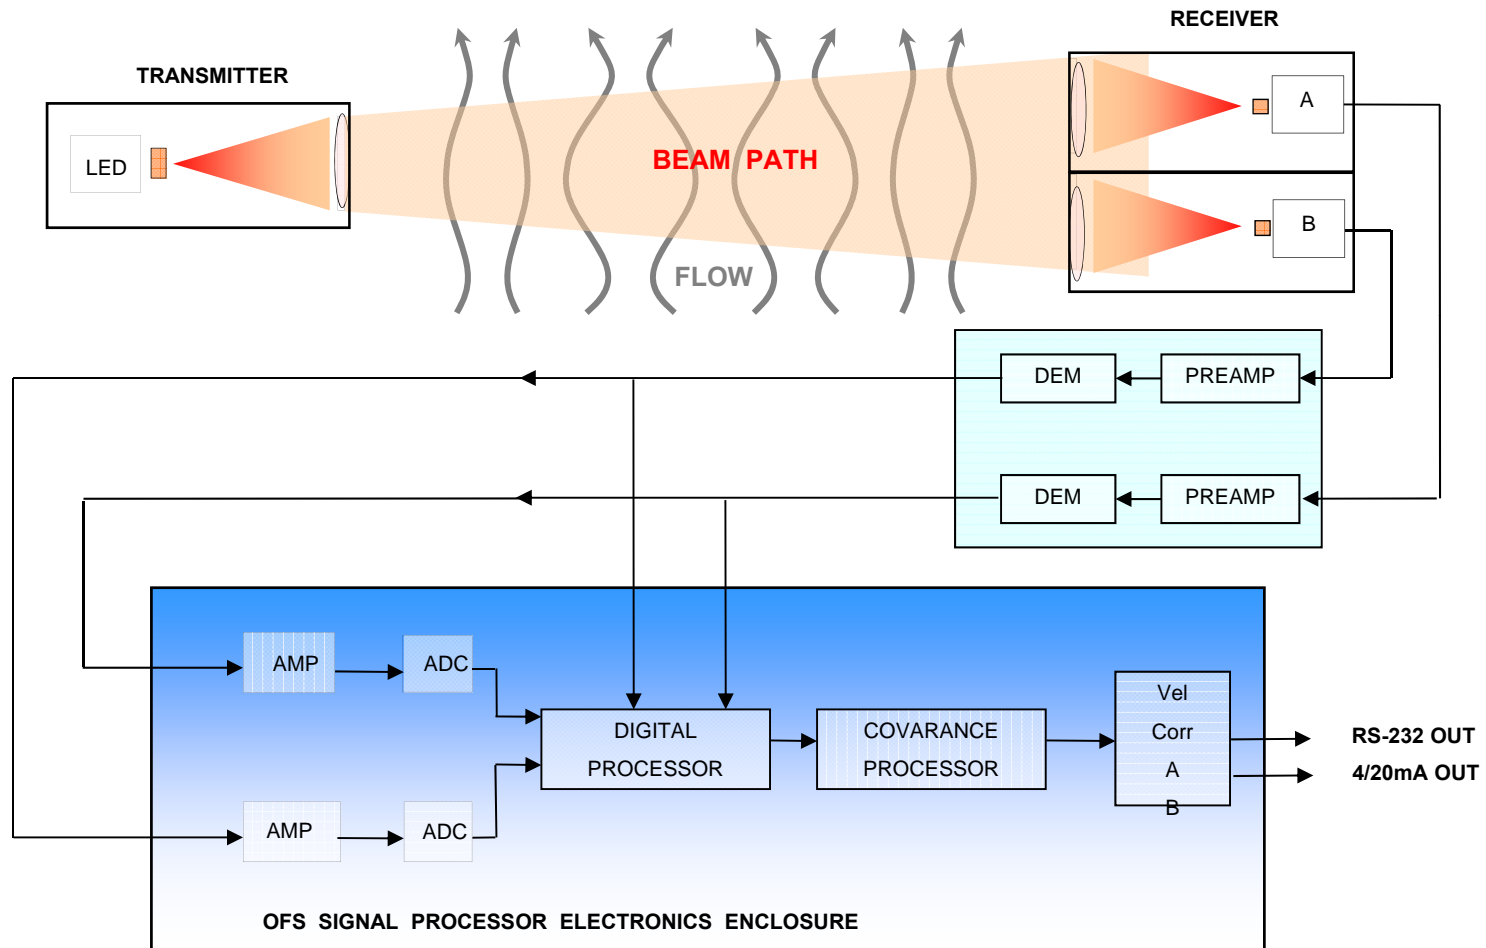 RECEIVER
TRANSMITTER
LED
BEAM PATH
FLOW
A
B
DEM
PREAMP
DEM
PREAMP
AMP
ADC
DIGITAL
PROCESSOR
COVARANCE
PROCESSOR
Vel
Corr
A
B
RS-232 OUT
4/20mA OUT
AMP
ADC
OFS SIGNAL PROCESSOR ELECTRONICS ENCLOSURE